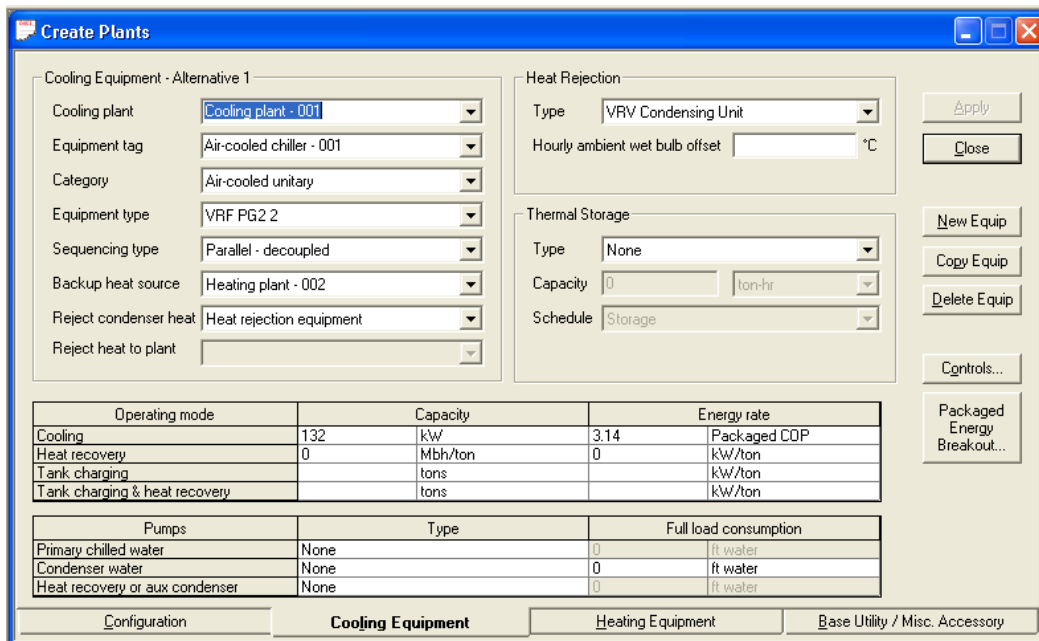 Create Plants
Cooling Equipment - Alternative 1
Cooling plant Cooling plant - 001
Equipment tag Air-cooled chiller - 001
Category Air-cooled unitary
Equipment type VRF PG2 2
Sequencing type Parallel - decoupled
Backup heat source Heating plant - 002
Reject condenser heat Heat rejection equipment
Reject heat to plant
Heat Rejection
Type VRV Condensing Unit
Hourly ambient wet bulb offset °C
Thermal Storage
Type None
Capacity 0 ton-hr
Schedule Storage
Apply
Close
New Equip
Copy Equip
Delete Equip
Controls...
Packaged
Energy
Breakout...
Operating mode Capacity Energy rate
Cooling 132 kW 3.14 Packaged COP
Heat recovery 0 Mbh/ton 0 kW/ton
Tank charging tons kW/ton
Tank charging & heat recovery tons kW/ton
Pumps Type Full load consumption
Primary chilled water None 0 ft water
Condenser water None 0 ft water
Heat recovery or aux condenser None 0 ft water
Configuration Cooling Equipment Heating Equipment Base Utility / Misc. Accessory